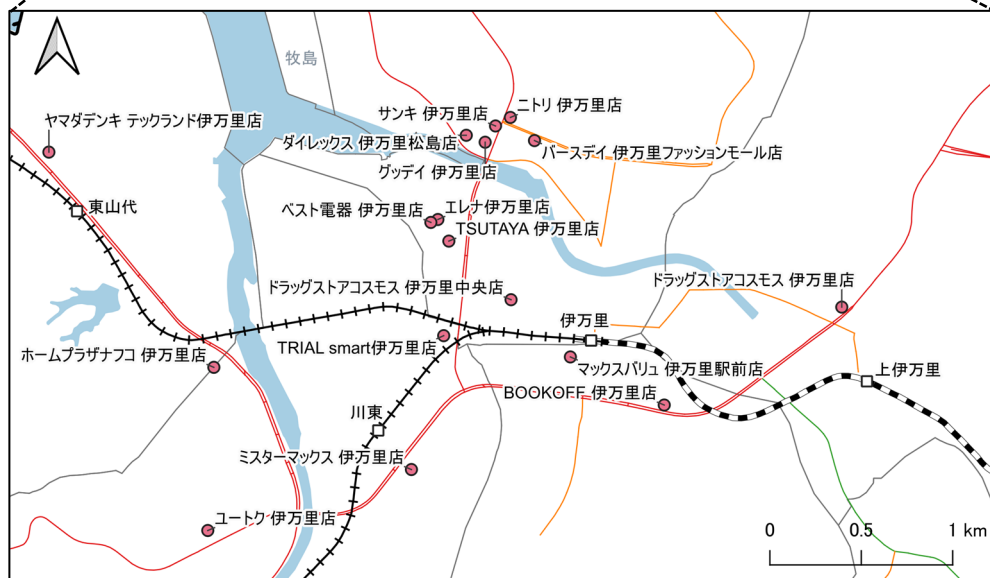 牧島
サンキ 伊万里店
ニトリ 伊万里店
ヤマダデンキ テックランド伊万里店
ダイレックス 伊万里松島店
バースデイ 伊万里ファッションモール店
グッデイ 伊万里店
東山代
ベスト電器 伊万里店
エレナ伊万里店
TSUTAYA 伊万里店
ドラッグストアコスモス 伊万里中央店
ドラッグストアコスモス 伊万里店
伊万里
ホームプラザナフコ 伊万里店
TRIAL smart伊万里店
マックスバリュ 伊万里駅前店
上伊万里
BOOKOFF 伊万里店
川東
ミスターマックス 伊万里店
ユートク 伊万里店
0 0.5 1 km